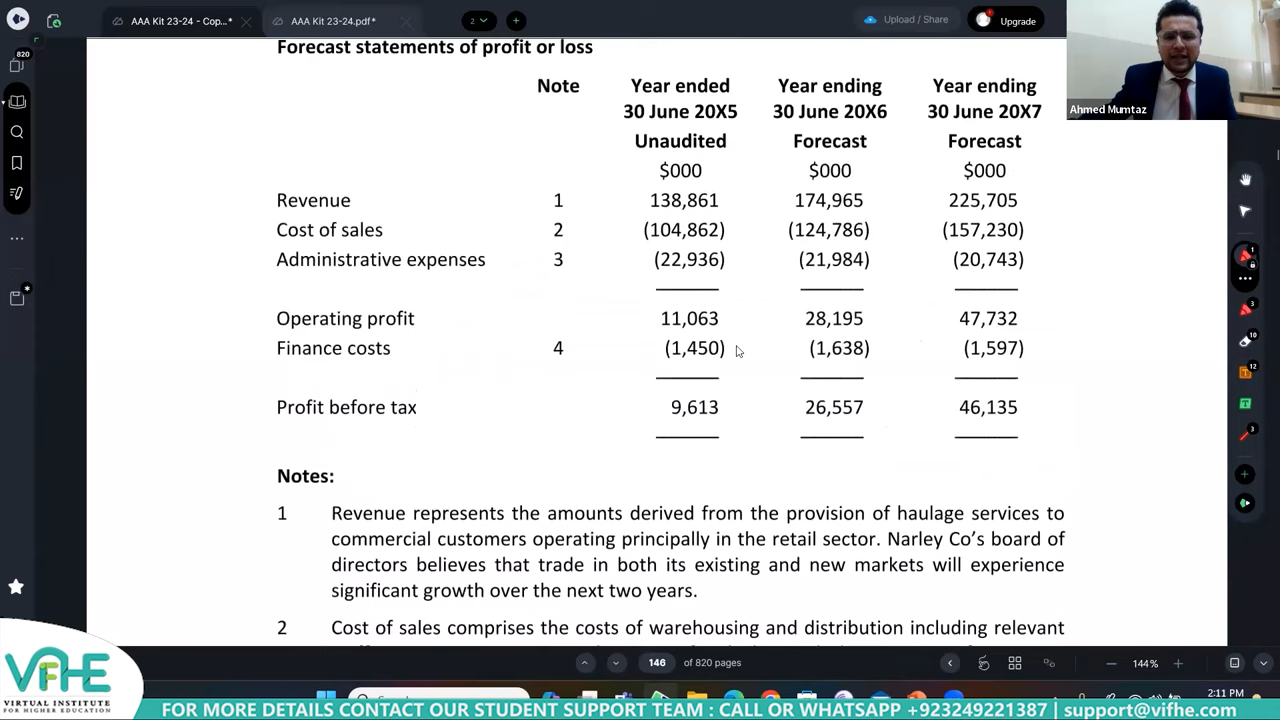 AAA Kit 23-24 - Cop...*
AAA Kit 23-24.pdf*
2
Upload / Share
Upgrade
820
Ahmed Mumtaz
Forecast statements of profit or loss
Note Year ended Year ending Year ending
30 June 20X5 30 June 20X6 30 June 20X7
Unaudited Forecast Forecast
$000 $000 $000
Revenue 1 138,861 174,965 225,705
Cost of sales 2 (104,862) (124,786) (157,230)
Administrative expenses 3 (22,936) (21,984) (20,743)
Operating profit 11,063 28,195 47,732
Finance costs 4 (1,450) (1,638) (1,597)
Profit before tax 9,613 26,557 46,135
Notes:
1 Revenue represents the amounts derived from the provision of haulage services to
commercial customers operating principally in the retail sector. Narley Co's board of
directors believes that trade in both its existing and new markets will experience
significant growth over the next two years.
2 Cost of sales comprises the costs of warehousing and distribution including relevant
1
3
10
12
3
146 of 820 pages
144%
2:11 PM
VFHE
VIRTUAL INSTITUTE
FOR HIGHER EDUCATION
FOR MORE DETAILS CONTACT OUR STUDENT SUPPORT TEAM : CALL OR WHATSAPP +923249221387 | support@vifhe.com